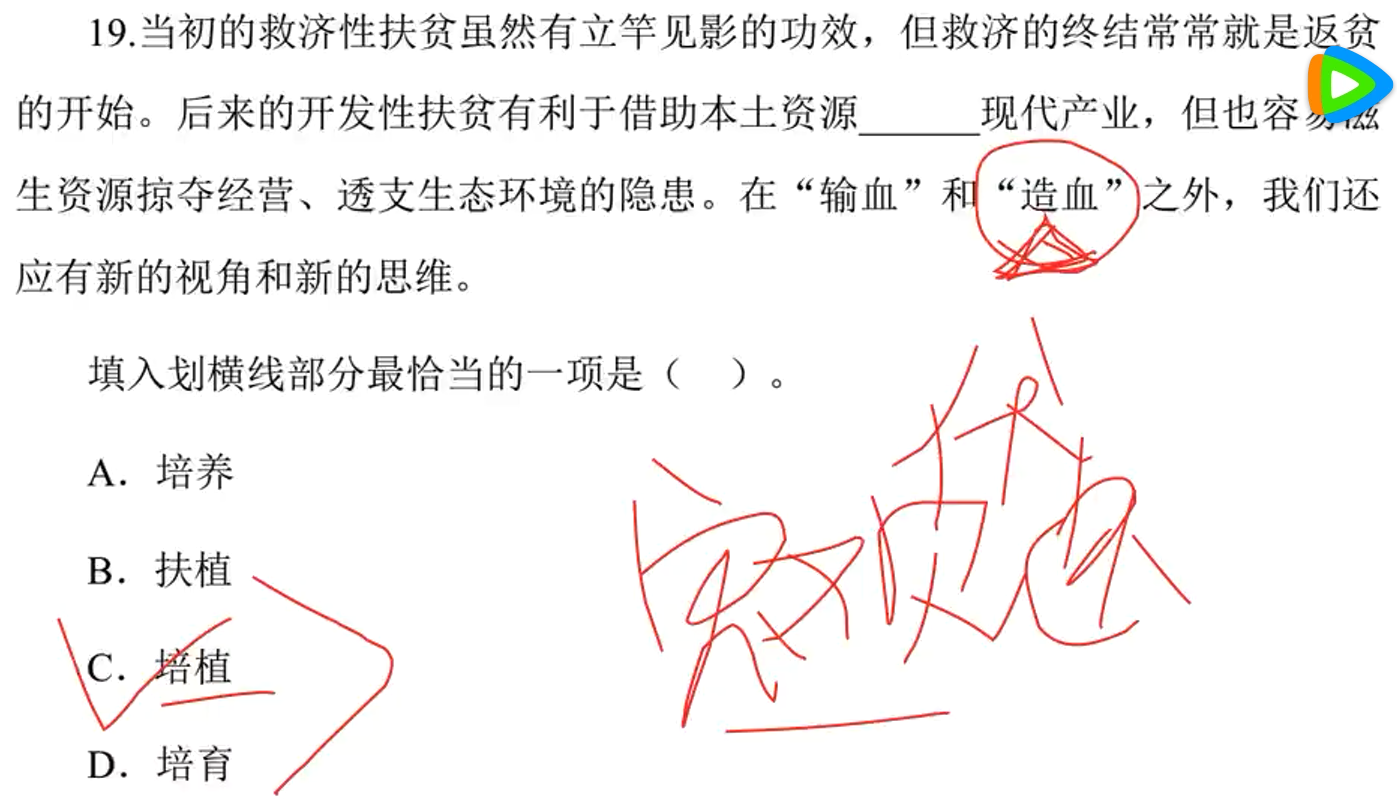 19.当初的救济性扶贫虽然有立竿见影的功效，但救济的终结常常就是返贫
的开始。后来的开发性扶贫有利于借助本土资源______现代产业，但也容易滋
生资源掠夺经营、透支生态环境的隐患。在“输血”和“造血”之外，我们还
应有新的视角和新的思维。
填入划横线部分最恰当的一项是（ ）。
A．培养
B．扶植
C．培植
D．培育